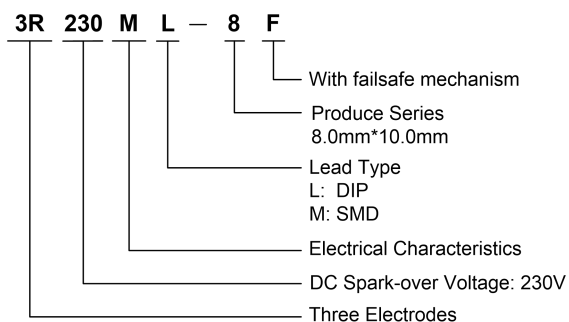 3R 230 M L — 8 F
With failsafe mechanism
Produce Series
8.0mm*10.0mm
Lead Type
L: DIP
M: SMD
Electrical Characteristics
DC Spark-over Voltage: 230V
Three Electrodes